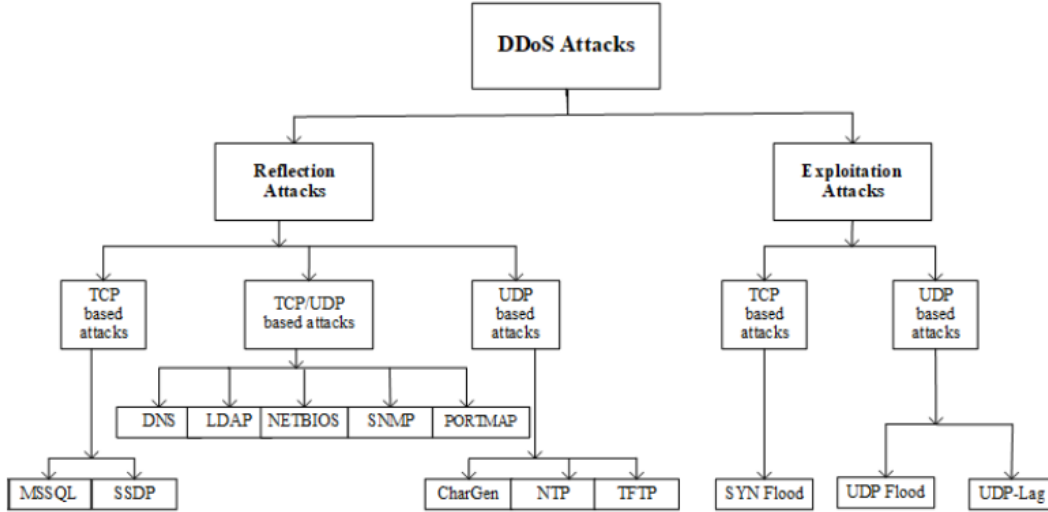 DDoS Attacks
Reflection
Attacks
Exploitation
Attacks
TCP
based
attacks
TCP/UDP
based attacks
UDP
based
attacks
TCP
based
attacks
UDP
based
attacks
DNS
LDAP
NETBIOS
SNMP
PORTMAP
MSSQL
SSDP
CharGen
NTP
TFTP
SYN Flood
UDP Flood
UDP-Lag